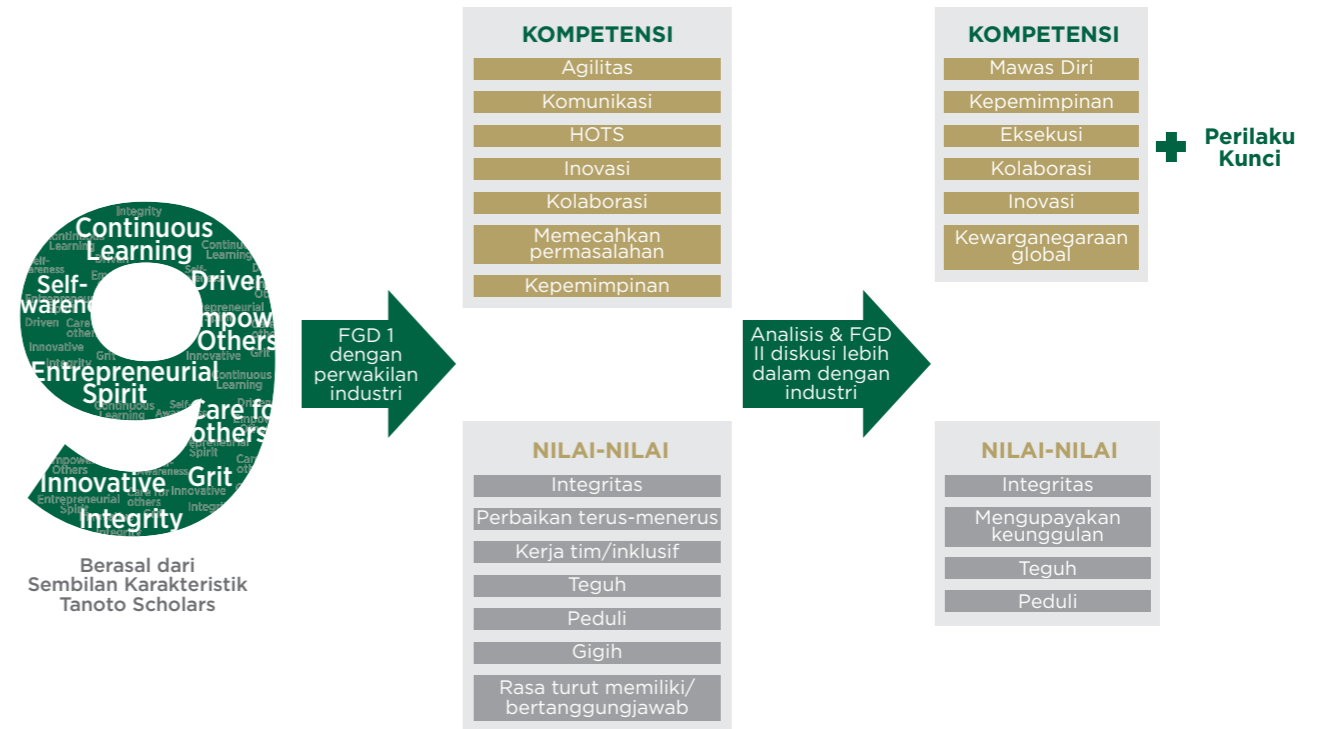 Continuous
Learning
Self-
Driven
Others
Entrepreneurial
Spirit
Care for
others
Innovative
Grit
Integrity
Berasal dari
Sembilan Karakteristik
Tanoto Scholars
FGD 1
dengan
perwakilan
industri
KOMPETENSI
Agilitas
Komunikasi
HOTS
Inovasi
Kolaborasi
Memecahkan
permasalahan
Kepemimpinan
NILAI-NILAI
Integritas
Perbaikan terus-menerus
Kerja tim/inklusif
Teguh
Peduli
Gigih
Rasa turut memiliki/
bertanggungjawab
Analisis & FGD
II diskusi lebih
dalam dengan
industri
KOMPETENSI
Mawas Diri
Kepemimpinan
Eksekusi
Kolaborasi
Inovasi
Kewarganegaraan
global
Perilaku
Kunci
NILAI-NILAI
Integritas
Mengupayakan
keunggulan
Teguh
Peduli